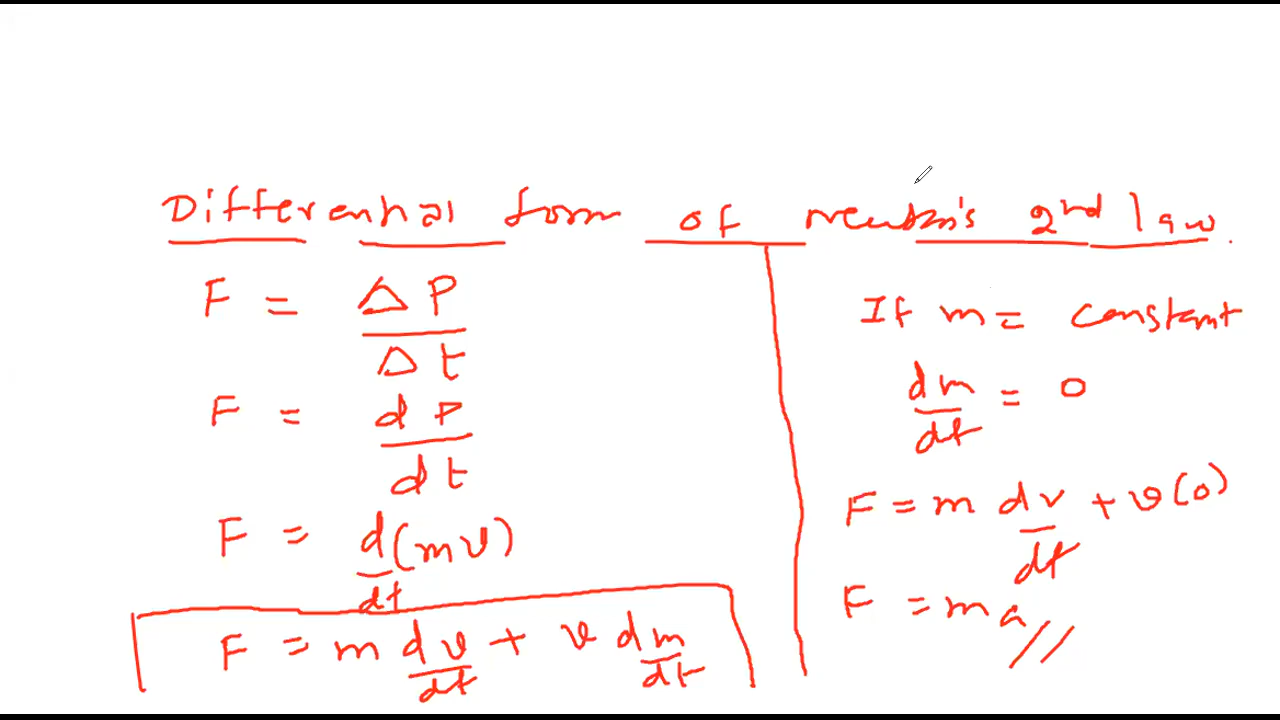 Differential form of newton's 2nd law.
F = ΔP/Δt
F = dP/dt
F = d/dt(mv)
F = m dv/dt + v dm/dt
If m = constant
dm/dt = 0
F = m dv/dt + v(0)
F = ma//